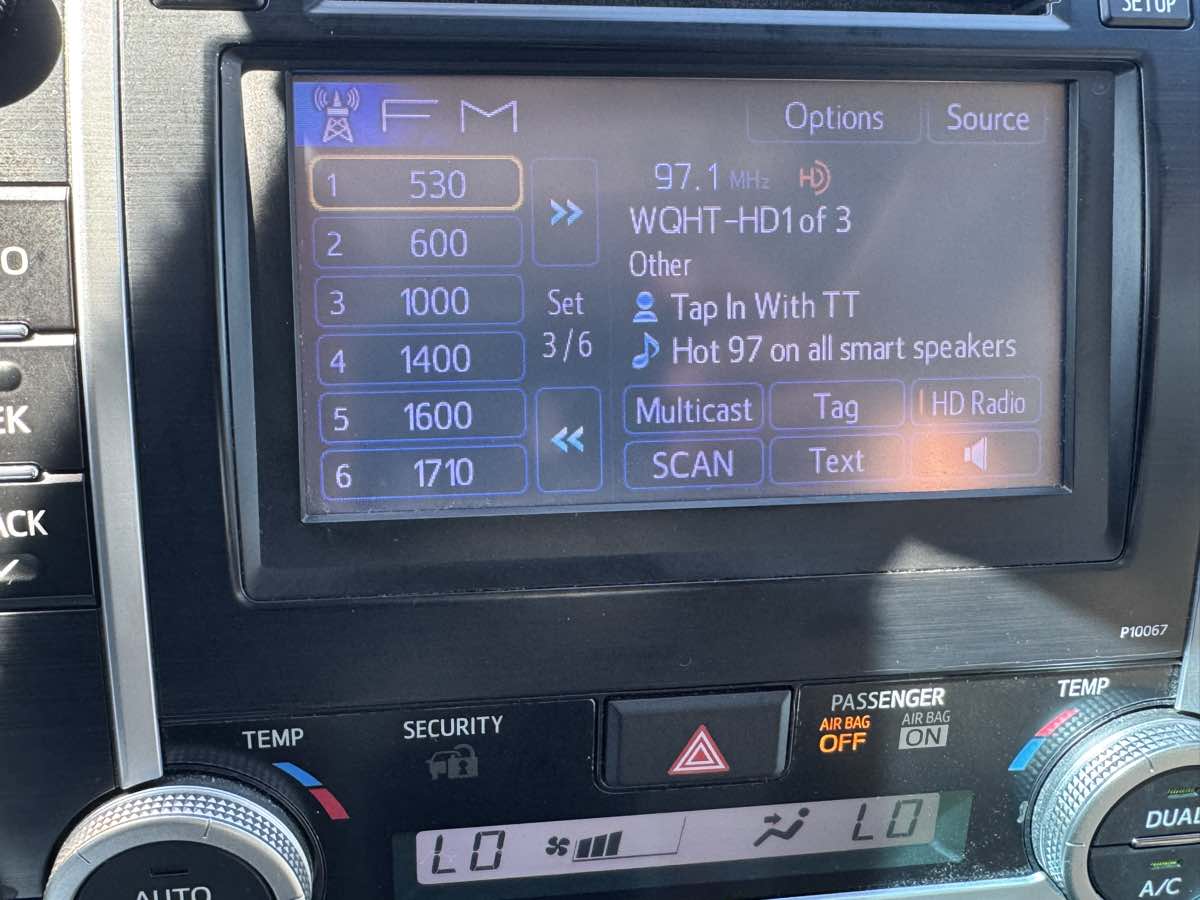 SETUP
FM
Options
Source
1 530
2 600
3 1000
4 1400
5 1600
6 1710
Set
3/6
97.1 MHz HD
WQHT-HD1 of 3
Other
Tap In With TT
Hot 97 on all smart speakers
Multicast
Tag
HD Radio
SCAN
Text
P10067
TEMP
SECURITY
PASSENGER
AIR BAG
OFF
AIR BAG
ON
TEMP
LO
LO
AUTO
DUAL
A/C